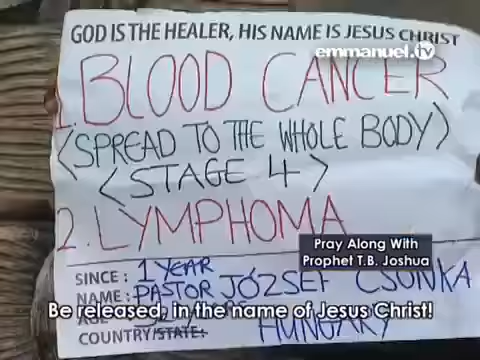 GOD IS THE HEALER, HIS NAME IS JESUS CHRIST
emmanuel.tv
1. BLOOD CANCER
<SPREAD TO THE WHOLE BODY>
<STAGE 4>
2. LYMPHOMA
Pray Along With
Prophet T.B. Joshua
SINCE: 1 YEAR
NAME: PASTOR JÓZSEF CSONKA
Be released, in the name of Jesus Christ!
AGE
COUNTRY/STATE: HUNGARY